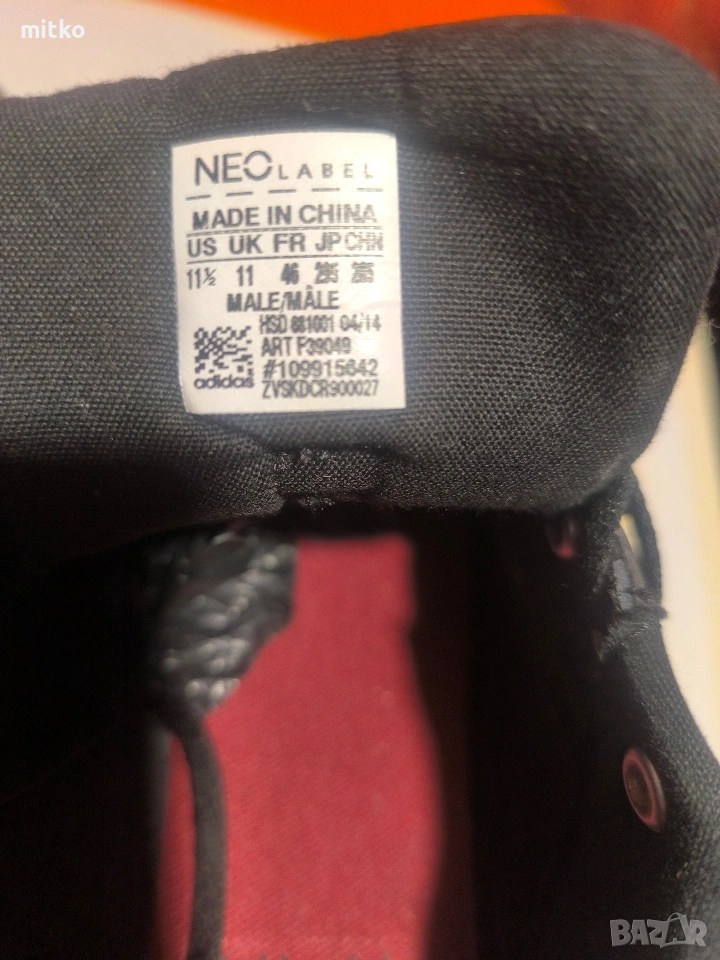 mitko
NEO LABEL
MADE IN CHINA
US UK FR JP CHN
11½ 11 46 295 285
MALE/MÂLE
HSD 681001 04/14
ART F39049
#109915642
adidas ZVSKDCR900027
BAZAR